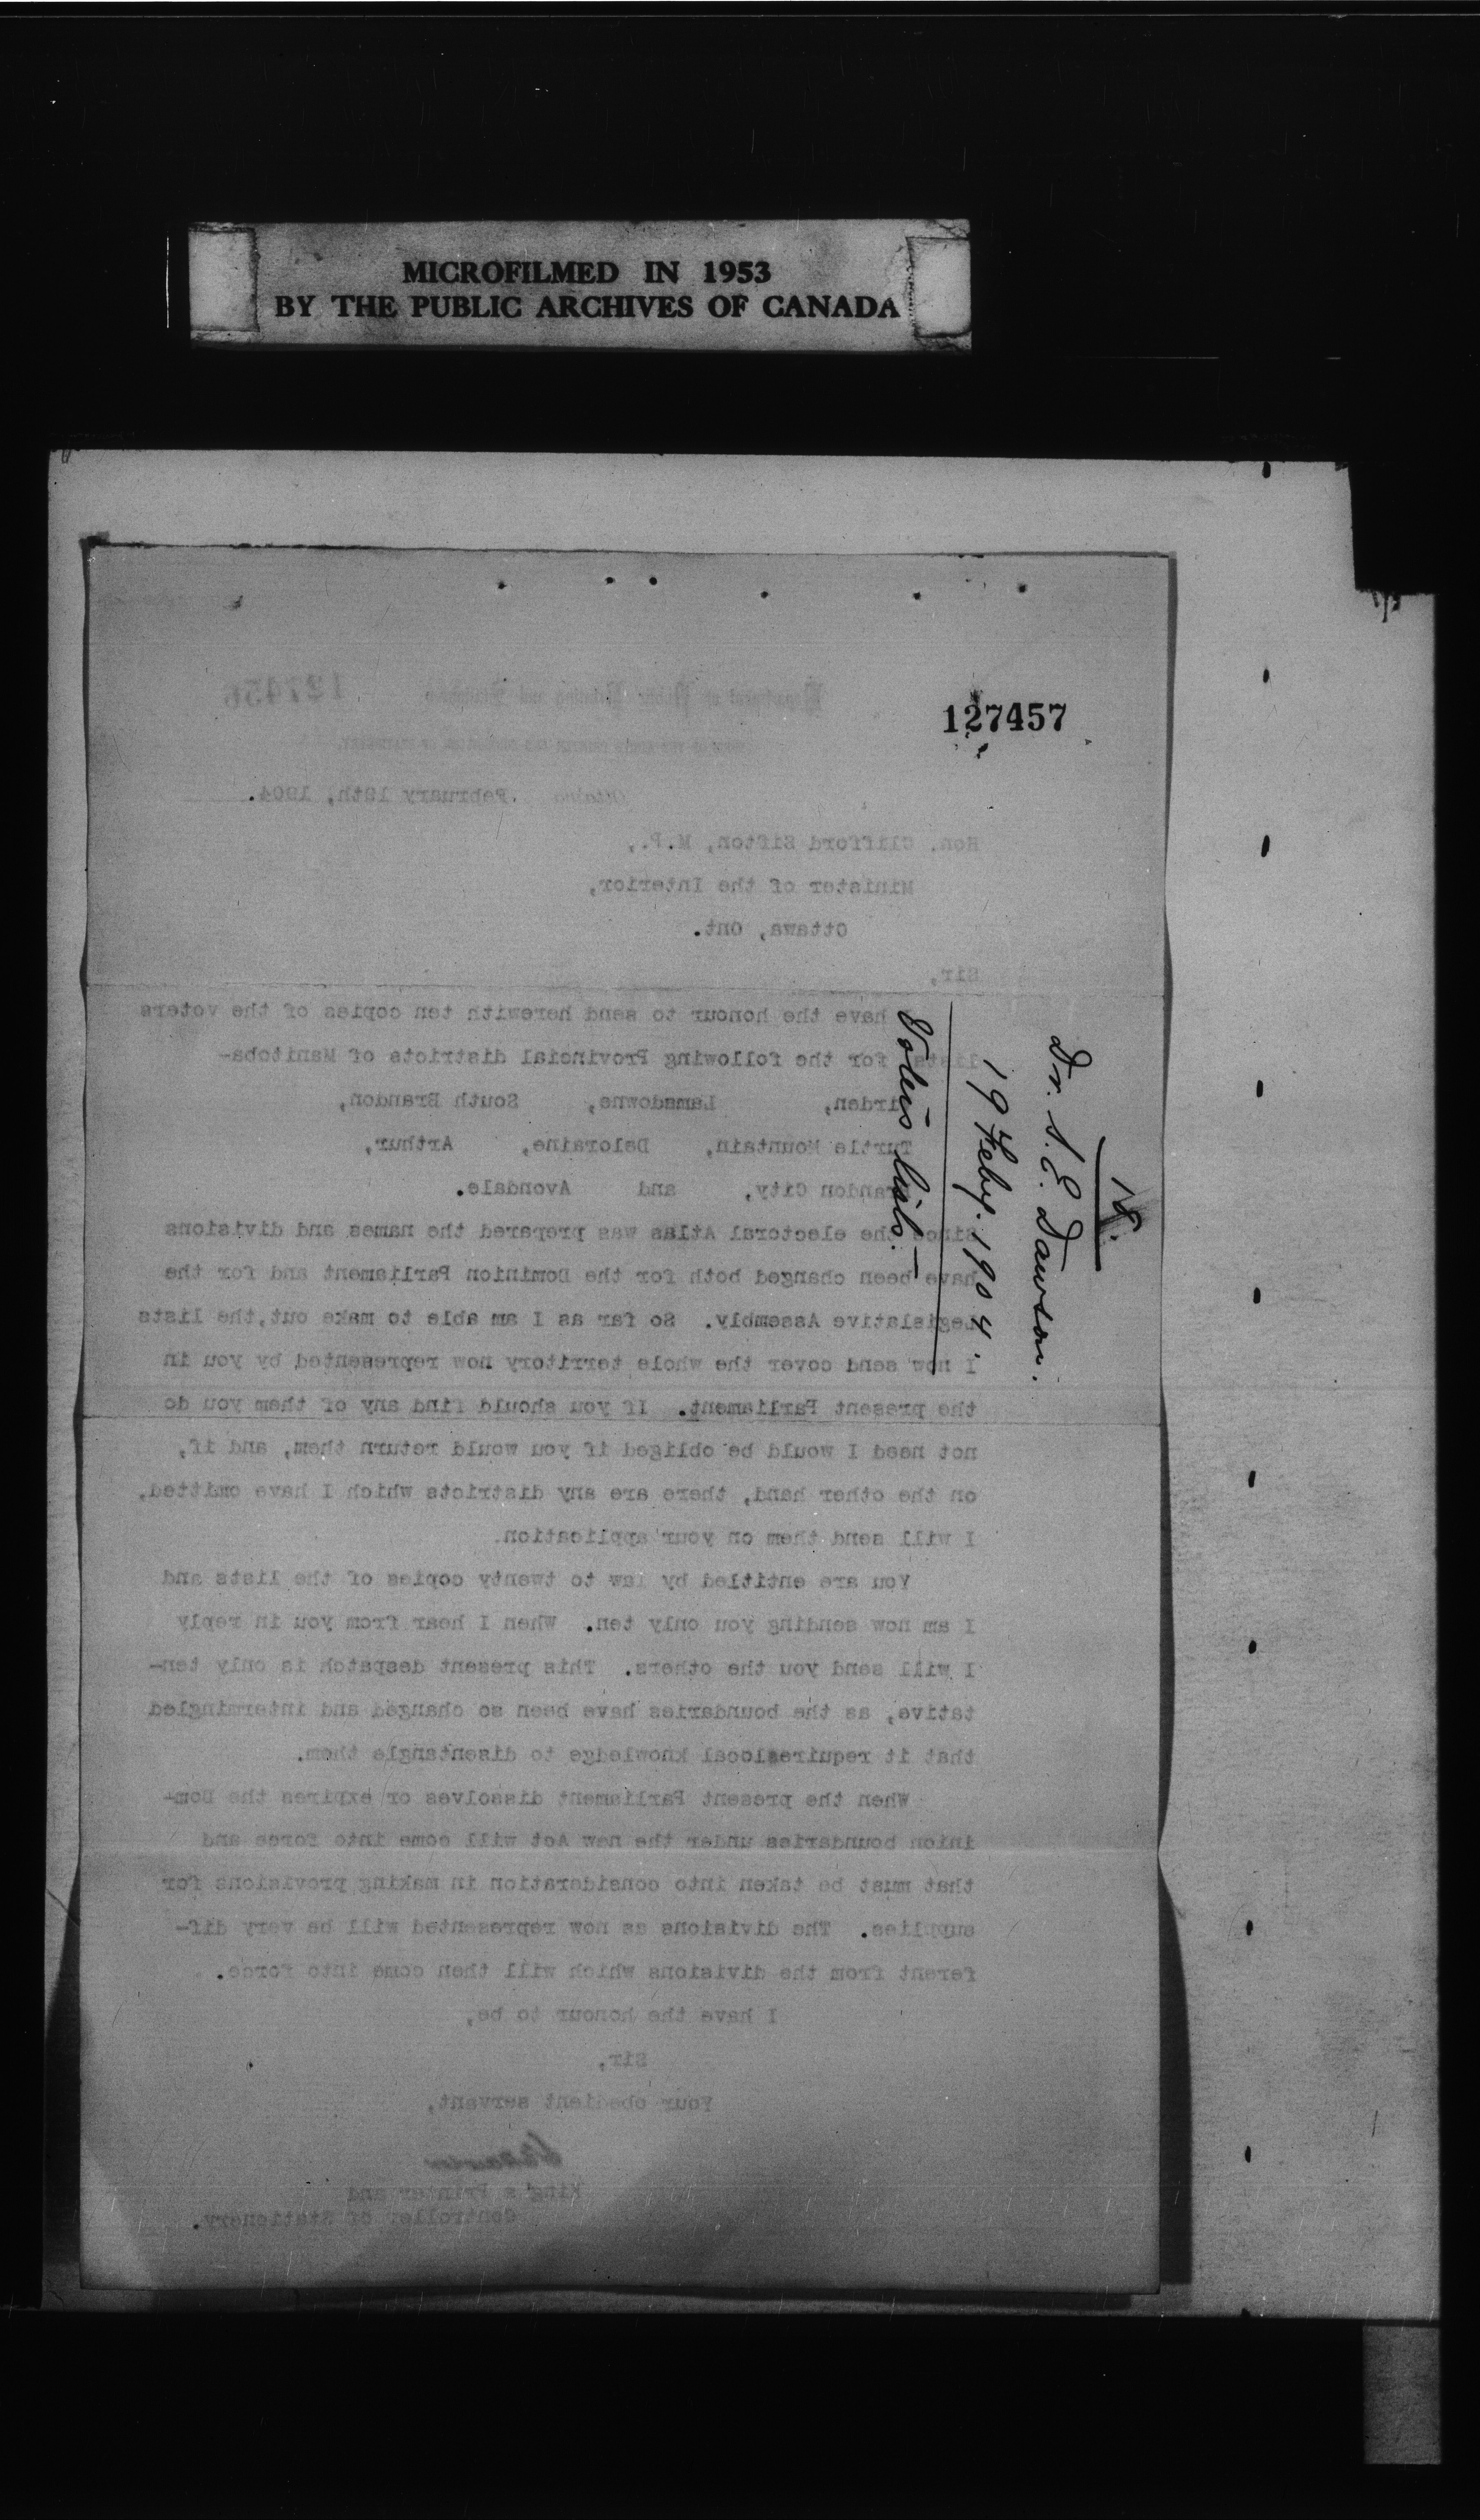 MICROFILMED IN 1953
BY THE PUBLIC ARCHIVES OF CANADA
127457
127456
Department of Public Printing and Stationery
Ottawa February 18th, 1904.
Hon. Clifford Sifton, M.P.,
Minister of the Interior,
Ottawa, Ont.
Sir,
have the honour to send herewith ten copies of the voters
lists for the following Provincial districts of Manitoba-
Virden, Lansdowne, South Brandon,
Turtle Mountain, Deloraine, Arthur,
Brandon City, and Avondale.
Since the electoral Atlas was prepared the names and divisions
have been changed both for the Dominion Parliament and for the
Legislative Assembly. So far as I am able to make out, the lists
I now send cover the whole territory now represented by you in
the present Parliament. If you should find any of them you do
not need I would be obliged if you would return them, and if,
on the other hand, there are any districts which I have omitted,
I will send them on your application.
You are entitled by law to twenty copies of the lists and
I am now sending you only ten. When I hear from you in reply
I will send you the others. This present despatch is only ten-
tative, as the boundaries have been so changed and intermingled
that it requires local knowledge to disentangle them.
When the present Parliament dissolves or expires the Dom-
inion boundaries under the new Act will come into force and
that must be taken into consideration in making provisions for
supplies. The divisions as now represented will be very dif-
ferent from the divisions which will then come into force.
I have the honour to be,
Sir,
Your obedient servant,
SEDawson
King's Printer and
Controller of Stationery.
18.
Dr. S. E. Dawson.
19 Feby. 1904.
Voters lists.—